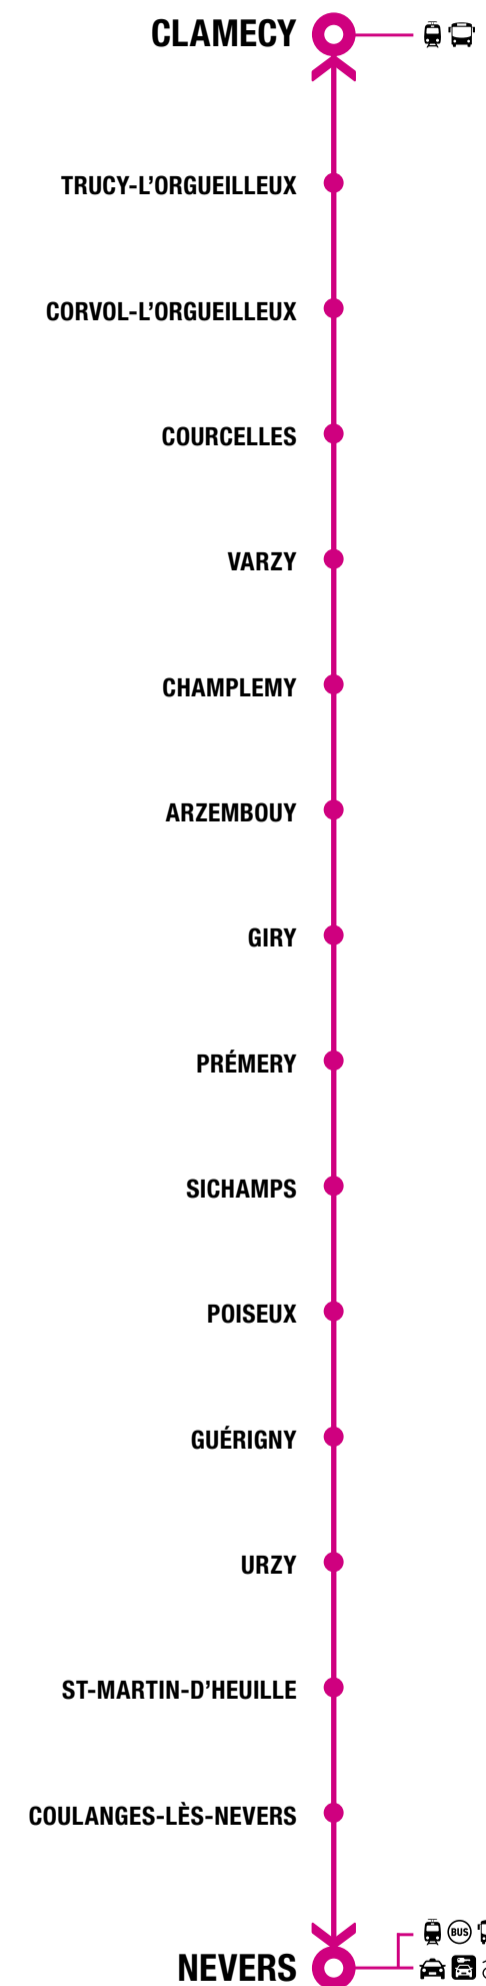 CLAMECY
TRUCY-L’ORGUEILLEUX
CORVOL-L’ORGUEILLEUX
COURCELLES
VARZY
CHAMPLEMY
ARZEMBOUY
GIRY
PRÉMERY
SICHAMPS
POISEUX
GUÉRIGNY
URZY
ST-MARTIN-D’HEUILLE
COULANGES-LÈS-NEVERS
BUS
NEVERS